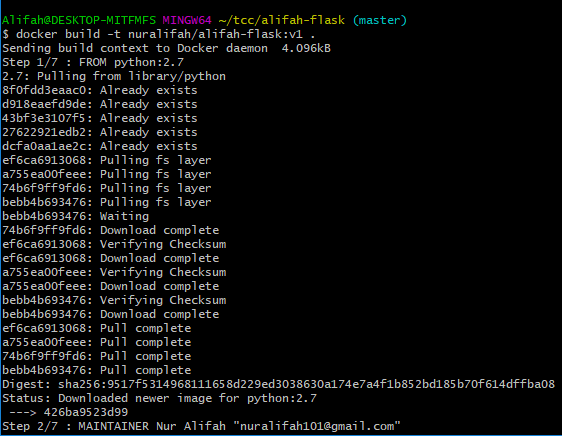 Alifah@DESKTOP-MITFMFS MINGW64 ~/tcc/alifah-flask (master)
$ docker build -t nuralifah/alifah-flask:v1 .
Sending build context to Docker daemon  4.096kB
Step 1/7 : FROM python:2.7
2.7: Pulling from library/python
8f0fdd3eaac0: Already exists
d918eaefd9de: Already exists
43bf3e3107f5: Already exists
27622921edb2: Already exists
dcfa0aa1ae2c: Already exists
ef6ca6913068: Pulling fs layer
a755ea00feee: Pulling fs layer
74b6f9ff9fd6: Pulling fs layer
bebb4b693476: Pulling fs layer
bebb4b693476: Waiting
74b6f9ff9fd6: Download complete
ef6ca6913068: Verifying Checksum
ef6ca6913068: Download complete
a755ea00feee: Verifying Checksum
a755ea00feee: Download complete
bebb4b693476: Verifying Checksum
bebb4b693476: Download complete
ef6ca6913068: Pull complete
a755ea00feee: Pull complete
74b6f9ff9fd6: Pull complete
bebb4b693476: Pull complete
Digest: sha256:9517f5314968111658d229ed3038630a174e7a4f1b852bd185b70f614dffba08
Status: Downloaded newer image for python:2.7
 ---> 426ba9523d99
Step 2/7 : MAINTAINER Nur Alifah "nuralifah101@gmail.com"